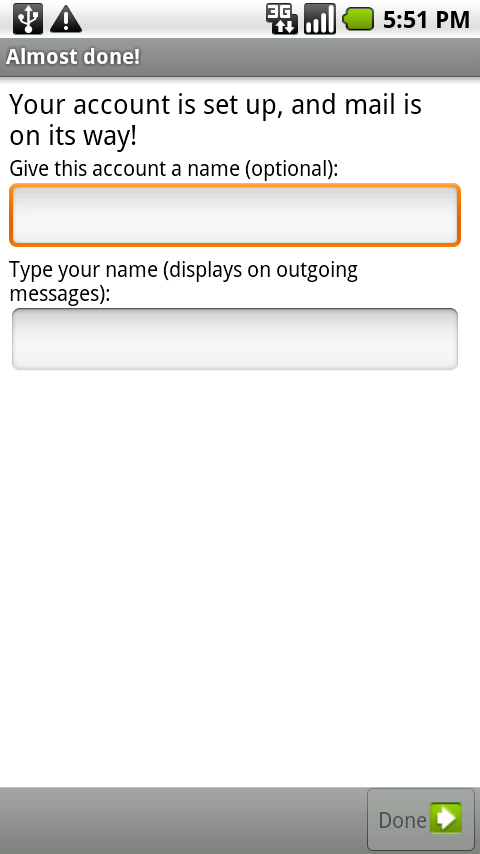 3G 5:51 PM
Almost done!
Your account is set up, and mail is
on its way!
Give this account a name (optional):
Type your name (displays on outgoing
messages):
Done